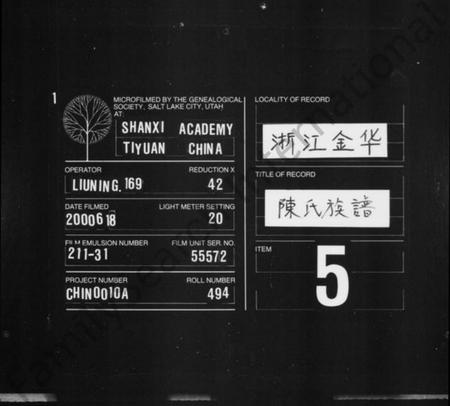 1
MICROFILMED BY THE GENEALOGICAL
SOCIETY, SALT LAKE CITY, UTAH
AT:
SHANXI ACADEMY
TIYUAN CHINA
OPERATOR REDUCTION X
LIUNING.169 42
DATE FILMED LIGHT METER SETTING
2000618 20
FILM EMULSION NUMBER FILM UNIT SER. NO.
211-31 55572
PROJECT NUMBER ROLL NUMBER
CHIN0010A 494
LOCALITY OF RECORD
浙江金华
TITLE OF RECORD
陳氏族譜
ITEM
5